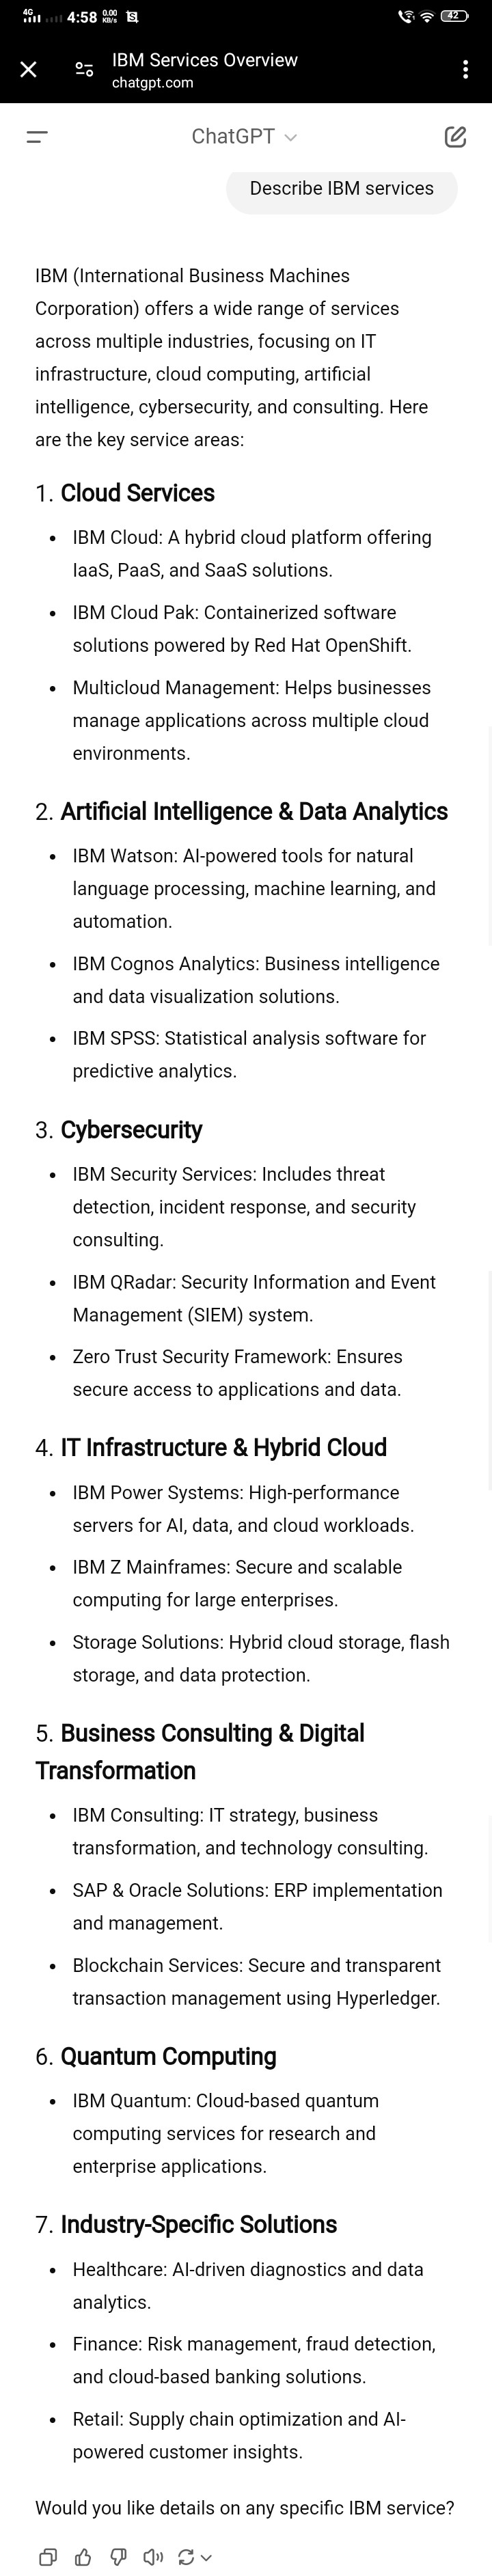 4G 4:58 0.00 KB/s 42
IBM Services Overview
chatgpt.com
ChatGPT
Describe IBM services
IBM (International Business Machines
Corporation) offers a wide range of services
across multiple industries, focusing on IT
infrastructure, cloud computing, artificial
intelligence, cybersecurity, and consulting. Here
are the key service areas:
1. Cloud Services
• IBM Cloud: A hybrid cloud platform offering
IaaS, PaaS, and SaaS solutions.
• IBM Cloud Pak: Containerized software
solutions powered by Red Hat OpenShift.
• Multicloud Management: Helps businesses
manage applications across multiple cloud
environments.
2. Artificial Intelligence & Data Analytics
• IBM Watson: AI-powered tools for natural
language processing, machine learning, and
automation.
• IBM Cognos Analytics: Business intelligence
and data visualization solutions.
• IBM SPSS: Statistical analysis software for
predictive analytics.
3. Cybersecurity
• IBM Security Services: Includes threat
detection, incident response, and security
consulting.
• IBM QRadar: Security Information and Event
Management (SIEM) system.
• Zero Trust Security Framework: Ensures
secure access to applications and data.
4. IT Infrastructure & Hybrid Cloud
• IBM Power Systems: High-performance
servers for AI, data, and cloud workloads.
• IBM Z Mainframes: Secure and scalable
computing for large enterprises.
• Storage Solutions: Hybrid cloud storage, flash
storage, and data protection.
5. Business Consulting & Digital
Transformation
• IBM Consulting: IT strategy, business
transformation, and technology consulting.
• SAP & Oracle Solutions: ERP implementation
and management.
• Blockchain Services: Secure and transparent
transaction management using Hyperledger.
6. Quantum Computing
• IBM Quantum: Cloud-based quantum
computing services for research and
enterprise applications.
7. Industry-Specific Solutions
• Healthcare: AI-driven diagnostics and data
analytics.
• Finance: Risk management, fraud detection,
and cloud-based banking solutions.
• Retail: Supply chain optimization and AI-
powered customer insights.
Would you like details on any specific IBM service?